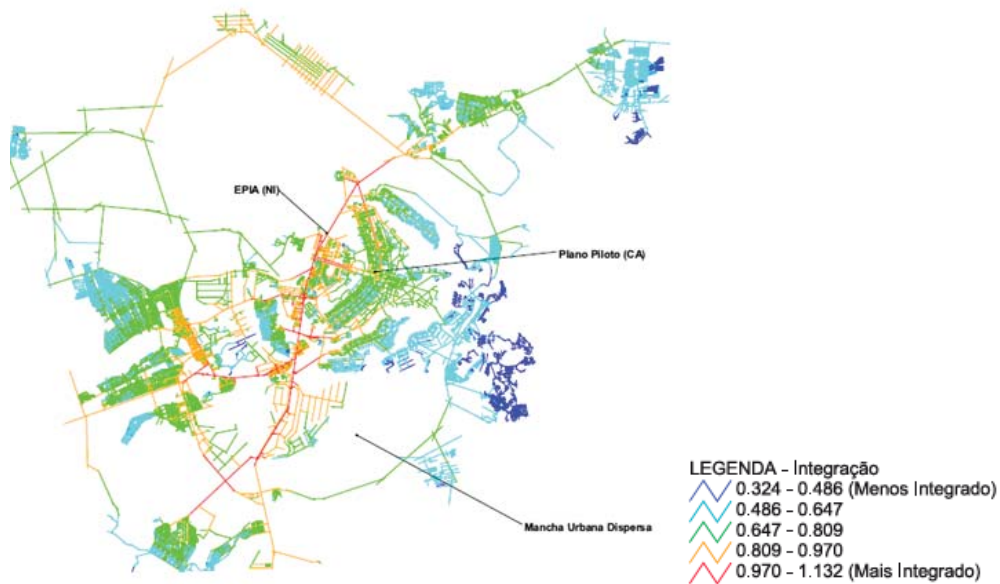 EPIA (NI)
Plano Piloto (CA)
Mancha Urbana Dispersa
LEGENDA - Integração
0.324 - 0.486 (Menos Integrado)
0.486 - 0.647
0.647 - 0.809
0.809 - 0.970
0.970 - 1.132 (Mais Integrado)